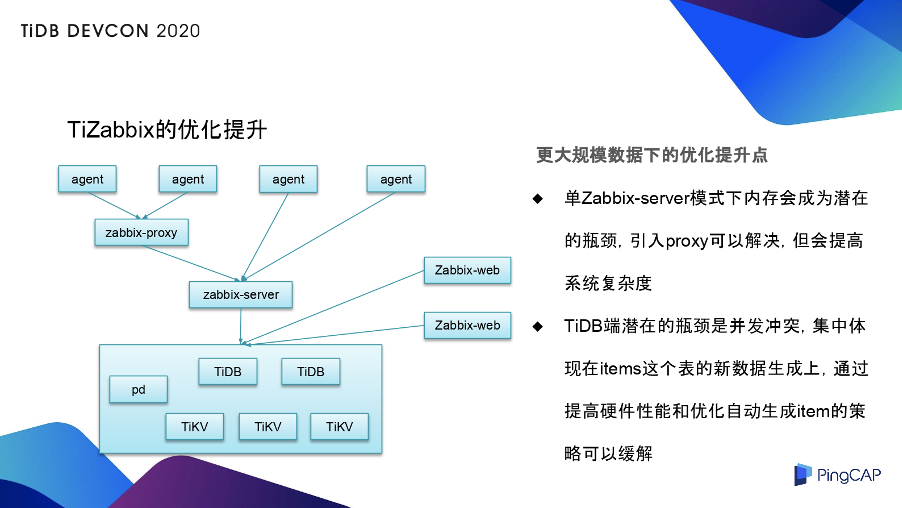 TiDB DEVCON 2020
TiZabbix的优化提升
agent
agent
agent
agent
zabbix-proxy
zabbix-server
Zabbix-web
Zabbix-web
TiDB
TiDB
pd
TiKV
TiKV
TiKV
更大规模数据下的优化提升点
◆ 单Zabbix-server模式下内存会成为潜在
的瓶颈, 引入proxy可以解决, 但会提高
系统复杂度
◆ TiDB端潜在的瓶颈是并发冲突, 集中体
现在items这个表的新数据生成上, 通过
提高硬件性能和优化自动生成item的策
略可以缓解
PingCAP